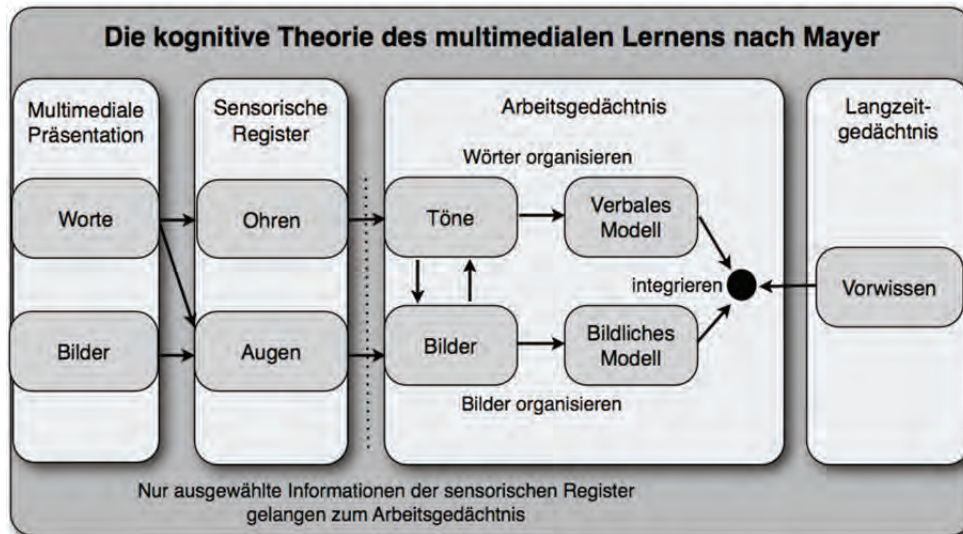 Die kognitive Theorie des multimedialen Lernens nach Mayer
Multimediale
Präsentation
Worte
Bilder
Sensorische
Register
Ohren
Augen
Arbeitsgedächtnis
Wörter organisieren
Töne
Verbales
Modell
integrieren
Bilder
Bildliches
Modell
Bilder organisieren
Langzeit-
gedächtnis
Vorwissen
Nur ausgewählte Informationen der sensorischen Register
gelangen zum Arbeitsgedächtnis